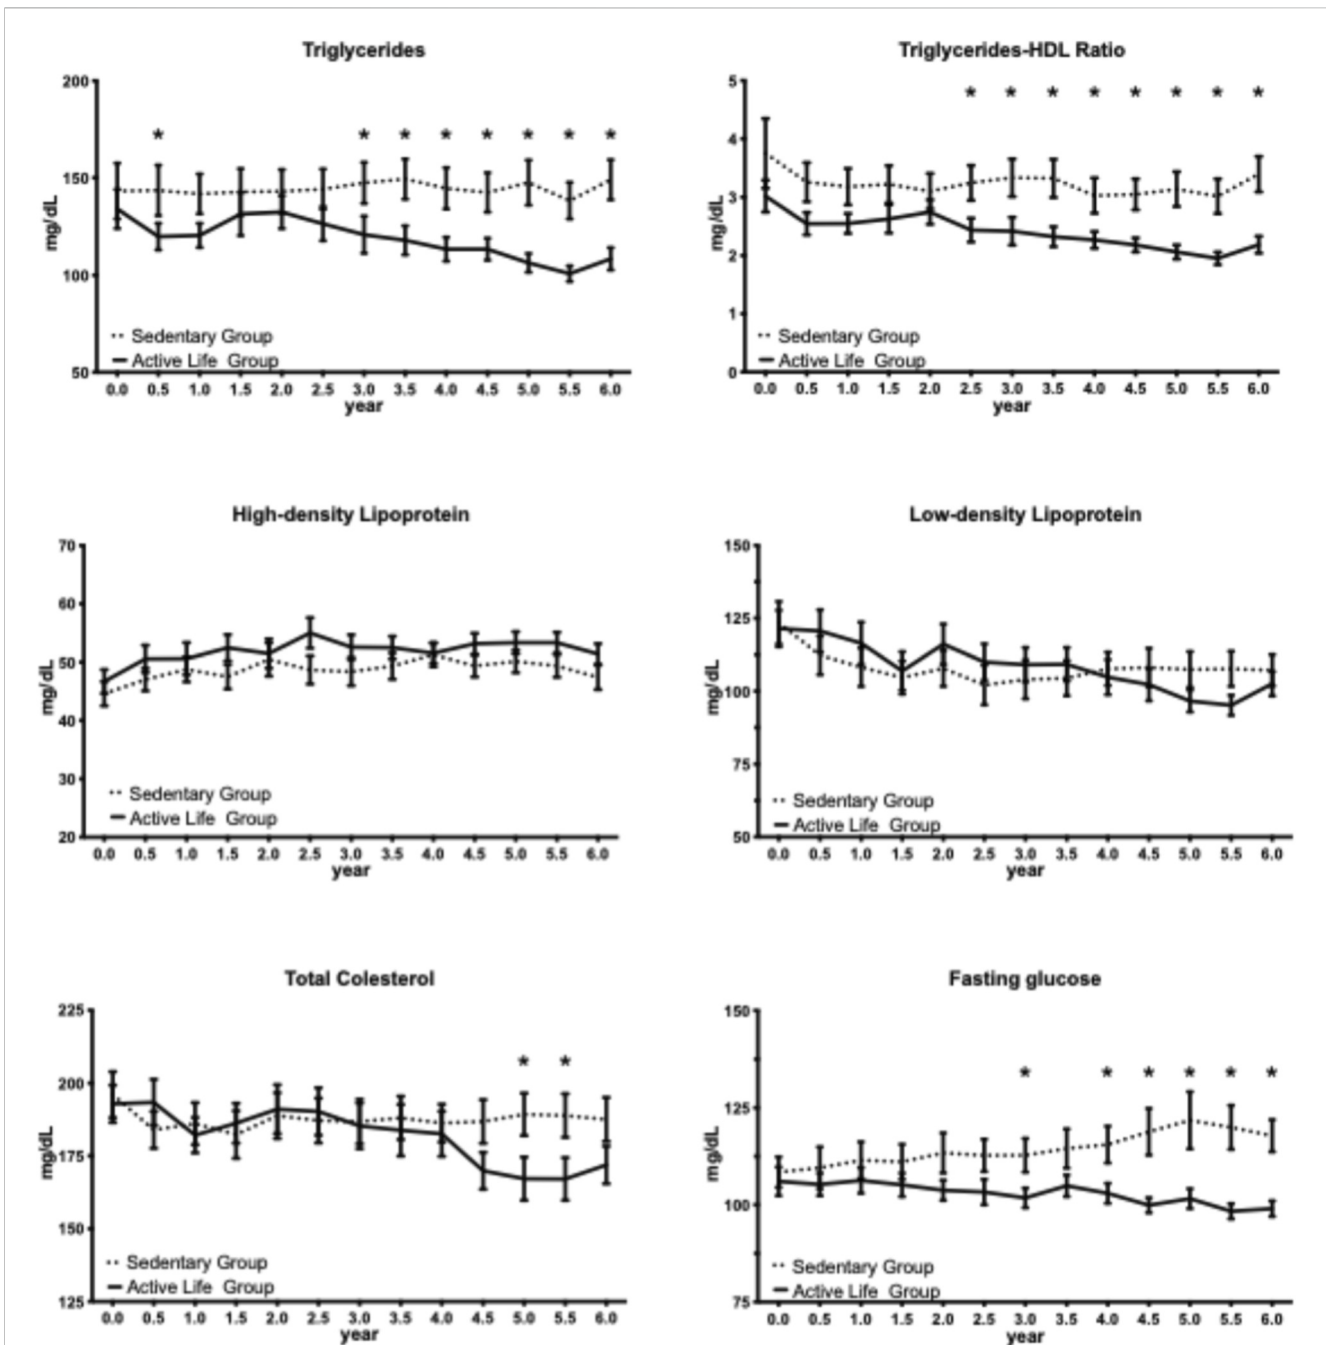 Triglycerides
200
150
100
50
mg/dL
* * * * * * * *
Sedentary Group
Active Life Group
0.0 0.5 1.0 1.5 2.0 2.5 3.0 3.5 4.0 4.5 5.0 5.5 6.0
year
Triglycerides-HDL Ratio
5
4
3
2
1
0
mg/dL
* * * * * * * *
Sedentary Group
Active Life Group
0.0 0.5 1.0 1.5 2.0 2.5 3.0 3.5 4.0 4.5 5.0 5.5 6.0
year
High-density Lipoprotein
70
60
50
40
30
20
mg/dL
Sedentary Group
Active Life Group
0.0 0.5 1.0 1.5 2.0 2.5 3.0 3.5 4.0 4.5 5.0 5.5 6.0
year
Low-density Lipoprotein
150
125
100
75
50
mg/dL
Sedentary Group
Active Life Group
0.0 0.5 1.0 1.5 2.0 2.5 3.0 3.5 4.0 4.5 5.0 5.5 6.0
year
Total Colesterol
225
200
175
150
125
mg/dL
* *
Sedentary Group
Active Life Group
0.0 0.5 1.0 1.5 2.0 2.5 3.0 3.5 4.0 4.5 5.0 5.5 6.0
year
Fasting glucose
150
125
100
75
mg/dL
* * * * * *
Sedentary Group
Active Life Group
0.0 0.5 1.0 1.5 2.0 2.5 3.0 3.5 4.0 4.5 5.0 5.5 6.0
year